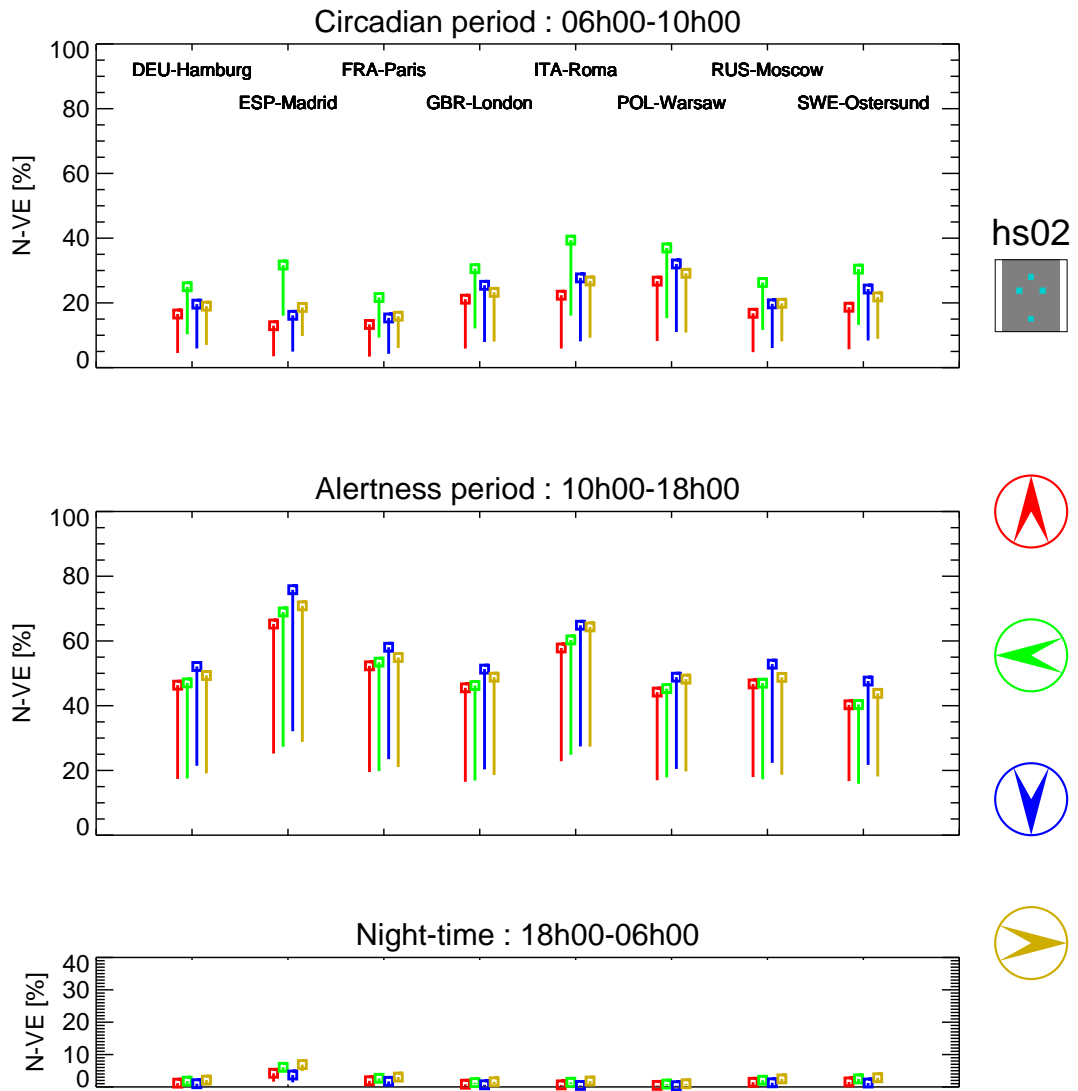 Circadian period : 06h00-10h00
100
80
60
40
20
0
N-VE [%]
DEU-Hamburg
FRA-Paris
ITA-Roma
RUS-Moscow
ESP-Madrid
GBR-London
POL-Warsaw
SWE-Ostersund
hs02
Alertness period : 10h00-18h00
100
80
60
40
20
0
N-VE [%]
Night-time : 18h00-06h00
40
30
20
10
0
N-VE [%]